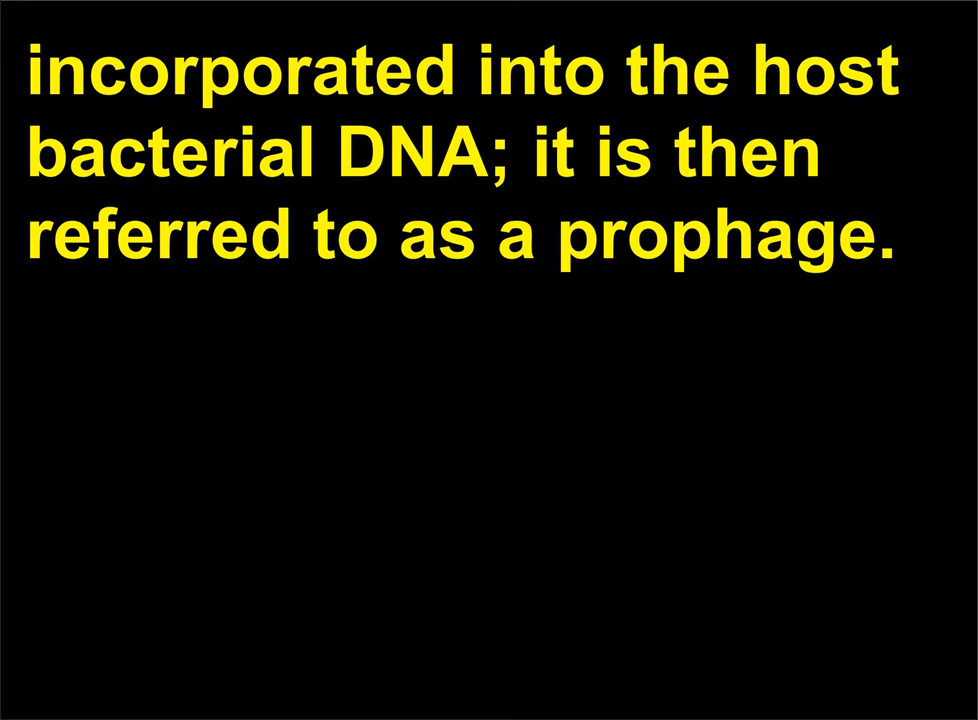 incorporated into the host
bacterial DNA; it is then
referred to as a prophage.